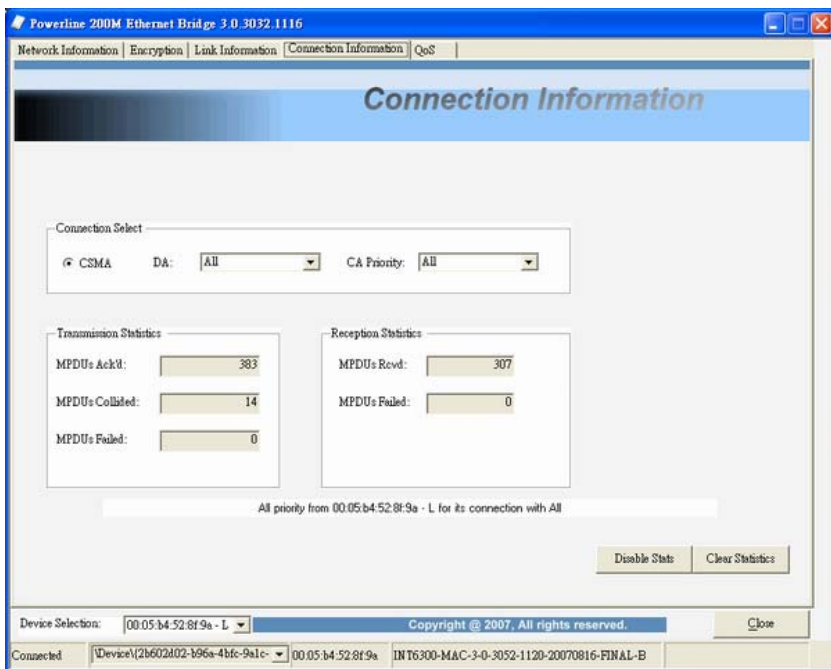 Powerline 200M Ethernet Bridge 3.0.3032.1116
Network Information Encryption Link Information Connection Information QoS
Connection Information
Connection Select
CSMA DA: All CA Priority: All
Transmission Statistics Reception Statistics
MPDUs Ack'd: 383 MPDUs Rcvd: 307
MPDUs Collided: 14 MPDUs Failed: 0
MPDUs Failed: 0
All priority from 00:05:b4:52:8f:9a - L for its connection with All
Disable Stats Clear Statistics
Device Selection: 00:05:b4:52:8f:9a - L Copyright @ 2007, All rights reserved. Close
Connected \Device\{2b602d02-b96a-4bfc-9a1c- 00:05:b4:52:8f:9a INT6300-MAC-3-0-3052-1120-20070816-FINAL-B